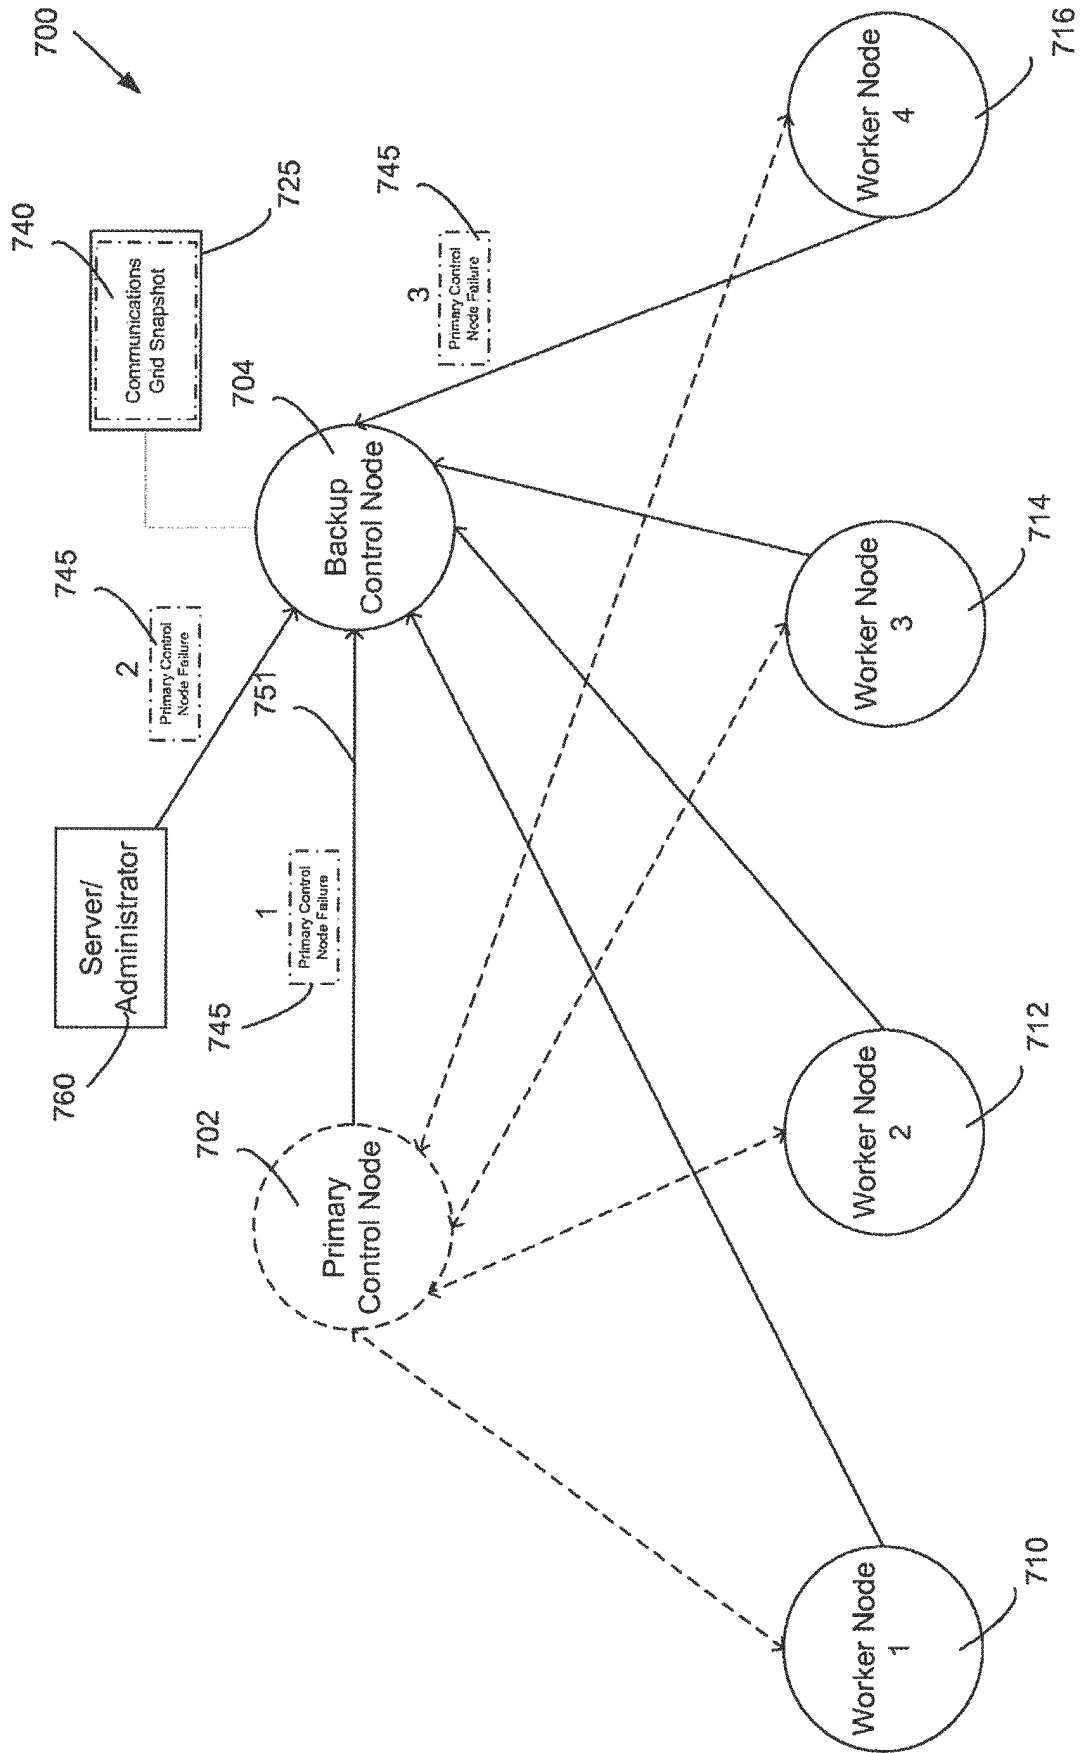 700
740
Communications
Grid Snapshot
725
745
2
Primary Control
Node Failure
3
Primary Control
Node Failure
745
Server/
Administrator
760
704
Backup
Control Node
751
1
Primary Control
Node Failure
745
702
Primary
Control Node
Worker Node
1
710
Worker Node
2
712
Worker Node
3
714
Worker Node
4
716